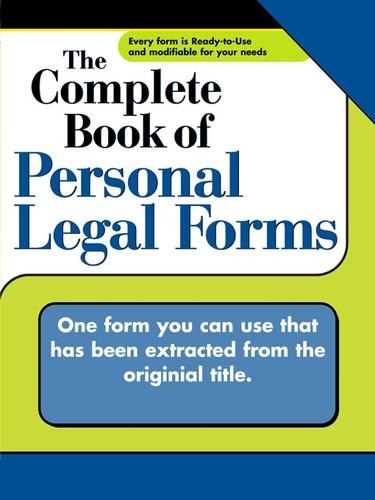 Every form is Ready-to-Use
and modifiable for your needs
The
Complete
Book of
Personal
Legal Forms
One form you can use that
has been extracted from the
originial title.